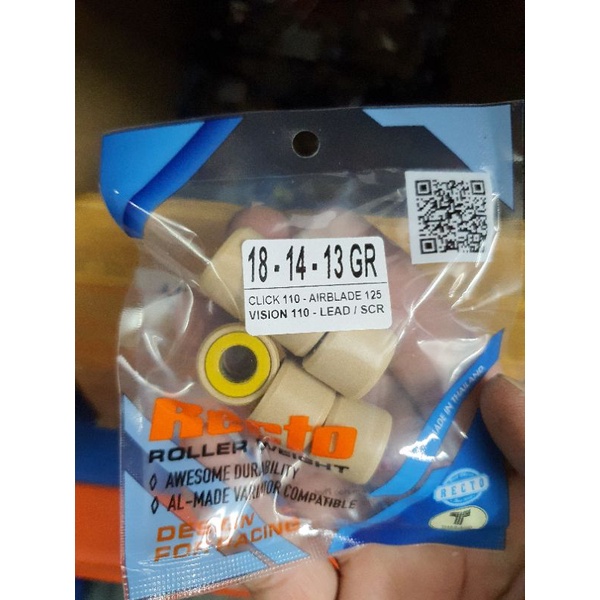 18 - 14 - 13 GR
CLICK 110 - AIRBLADE 125
VISION 110 - LEAD / SCR
Recto
ROLLER WEIGHT
AWESOME DURABILITY
AL-MADE VARIATOR COMPATIBLE
DESIGN
FOR RACING
MADE IN THAILAND
RECTO
T